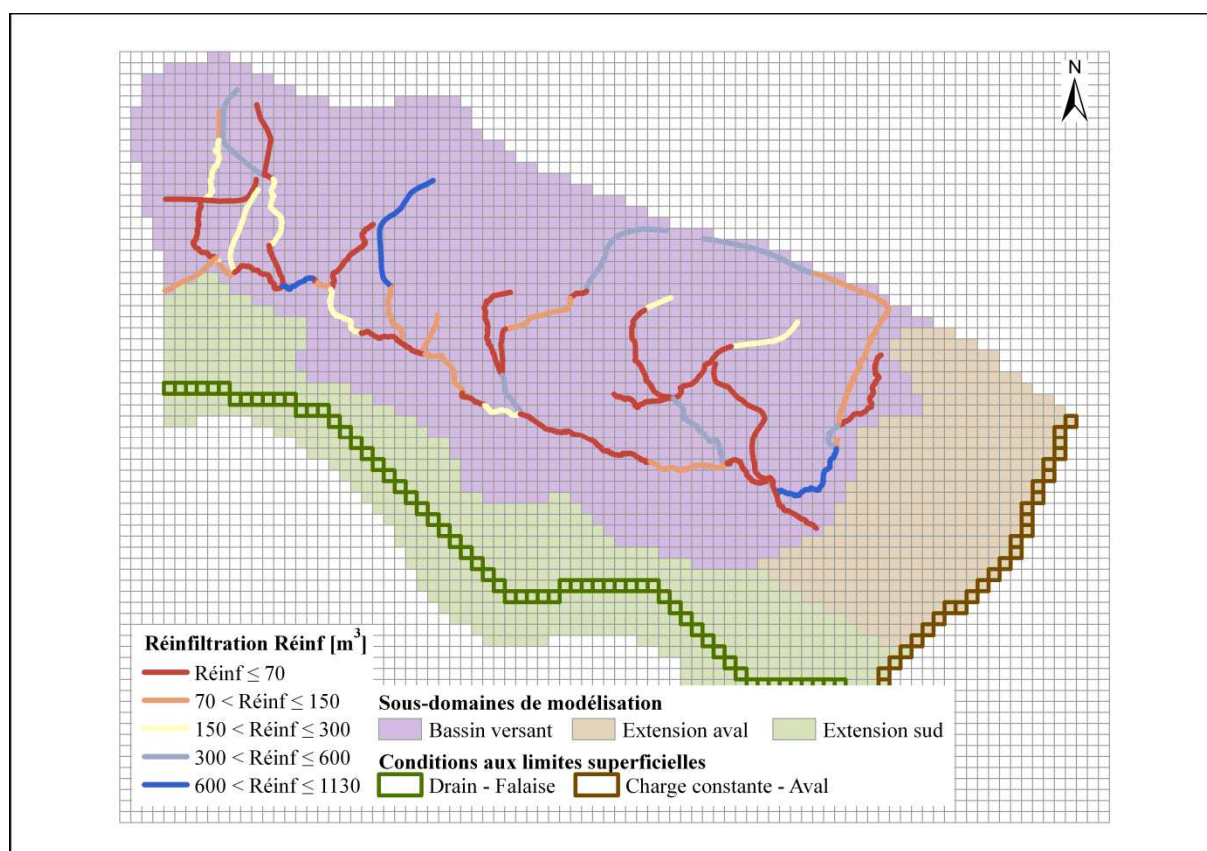 N
Réinfiltration Réinf [m³]
Réinf ≤ 70
70 < Réinf ≤ 150
150 < Réinf ≤ 300
300 < Réinf ≤ 600
600 < Réinf ≤ 1130
Sous-domaines de modélisation
Bassin versant Extension aval Extension sud
Conditions aux limites superficielles
Drain - Falaise Charge constante - Aval